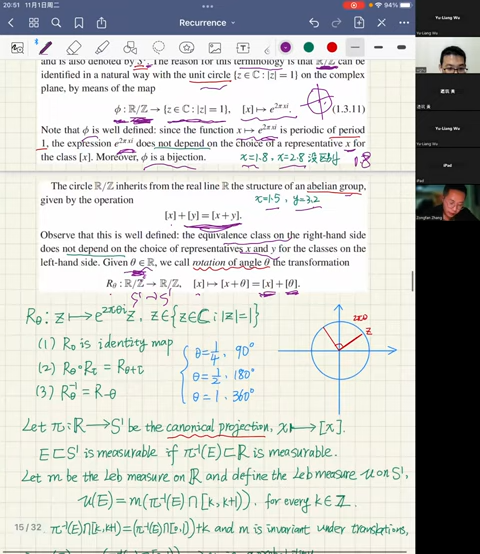 20:51 11月1日周二
94%
Recurrence
and is also denoted by S¹. The reason for this terminology is that ℝ/ℤ can be
identified in a natural way with the unit circle {z ∈ ℂ : |z| = 1} on the complex
plane, by means of the map
ϕ : ℝ/ℤ → {z ∈ ℂ : |z| = 1}, [x] ↦ e^{2πxi}. (1.3.11)
Note that ϕ is well defined: since the function x ↦ e^{2πxi} is periodic of period
1, the expression e^{2πxi} does not depend on the choice of a representative x for
the class [x]. Moreover, ϕ is a bijection. x=1.8, x=2.8 0.8
The circle ℝ/ℤ inherits from the real line ℝ the structure of an abelian group,
given by the operation x=1.5, y=3.2
[x] + [y] = [x+y].
Observe that this is well defined: the equivalence class on the right-hand side
does not depend on the choice of representatives x and y for the classes on the
left-hand side. Given θ ∈ ℝ, we call rotation of angle θ the transformation
R_θ : ℝ/ℤ → ℝ/ℤ, [x] ↦ [x+θ] = [x] + [θ].
S¹ → S¹
R_θ: z ↦ e^{2πθi}z, z∈{z∈ℂ: |z|=1}
(1) R₀ is identity map
(2) R_θ∘R_τ = R_{θ+τ}
(3) R_θ^{-1} = R_{-θ}
θ=1/4, 90°
θ=1/2, 180°
θ=1, 360°
2πθ
z
Let π: ℝ → S¹ be the canonical projection, x ↦ [x].
E⊂S¹ is measurable if π^{-1}(E)⊂ℝ is measurable.
Let m be the Leb measure on ℝ and define the Leb measure μ on S¹,
μ(E) = m(π^{-1}(E)∩[k, k+1)), for every k∈ℤ.
15 / 32
π^{-1}(E)∩[k,k+1)=(π^{-1}(E)∩[0,1))+k and m is invariant under translations,
Yu-Liang Wu
Yu-Liang Wu
iPad
iPad
Zongfan Zhang